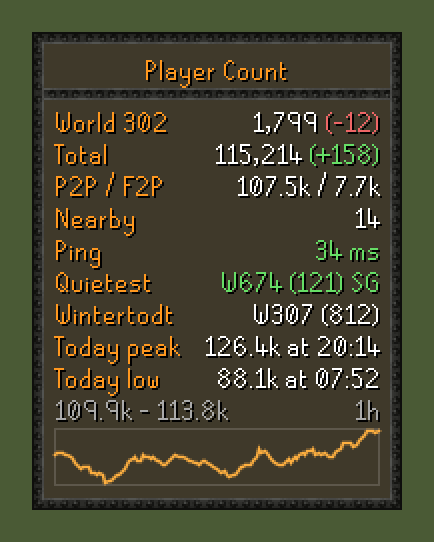 Player Count
World 302 1,799 (-12)
Total 115,214 (+158)
P2P / F2P 107.5k / 7.7k
Nearby 14
Ping 34 ms
Quietest W674 (121) SG
Wintertodt W307 (812)
Today peak 126.4k at 20:14
Today low 88.1k at 07:52
109.9k - 113.8k 1h